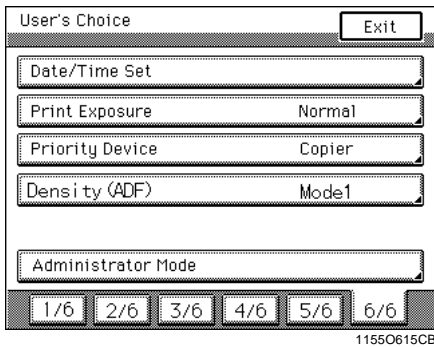 User's Choice
Exit
Date/Time Set
Print Exposure Normal
Priority Device Copier
Density (ADF) Mode1
Administrator Mode
1/6 2/6 3/6 4/6 5/6 6/6
1155O615CB